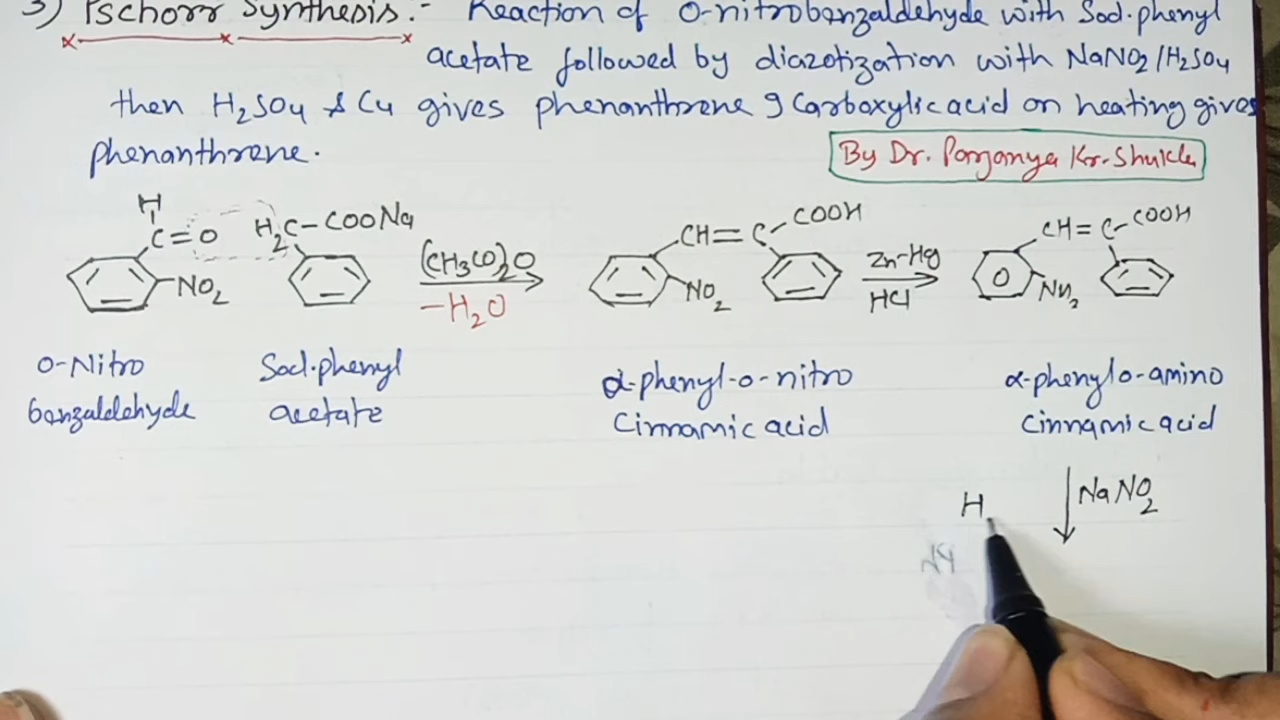 3) Pschorr Synthesis :- Reaction of O-nitrobenzaldehyde with Sod. phenyl
acetate followed by diazotization with NaNO2/H2SO4
then H2SO4 & Cu gives phenanthrene 9 Carboxylic acid on heating gives
phenanthrene.
By Dr. Parjanya Kr. Shukla
H
C=O
H2C-COONa
NO2
(CH3CO)2O
-H2O
CH=C-COOH
NO2
Zn-Hg
HCl
CH=C-COOH
NH2
O-Nitro
benzaldehyde
Sod. phenyl
acetate
α-phenyl-o-nitro
Cinnamic acid
α-phenyl o-amino
Cinnamic acid
H
NaNO2